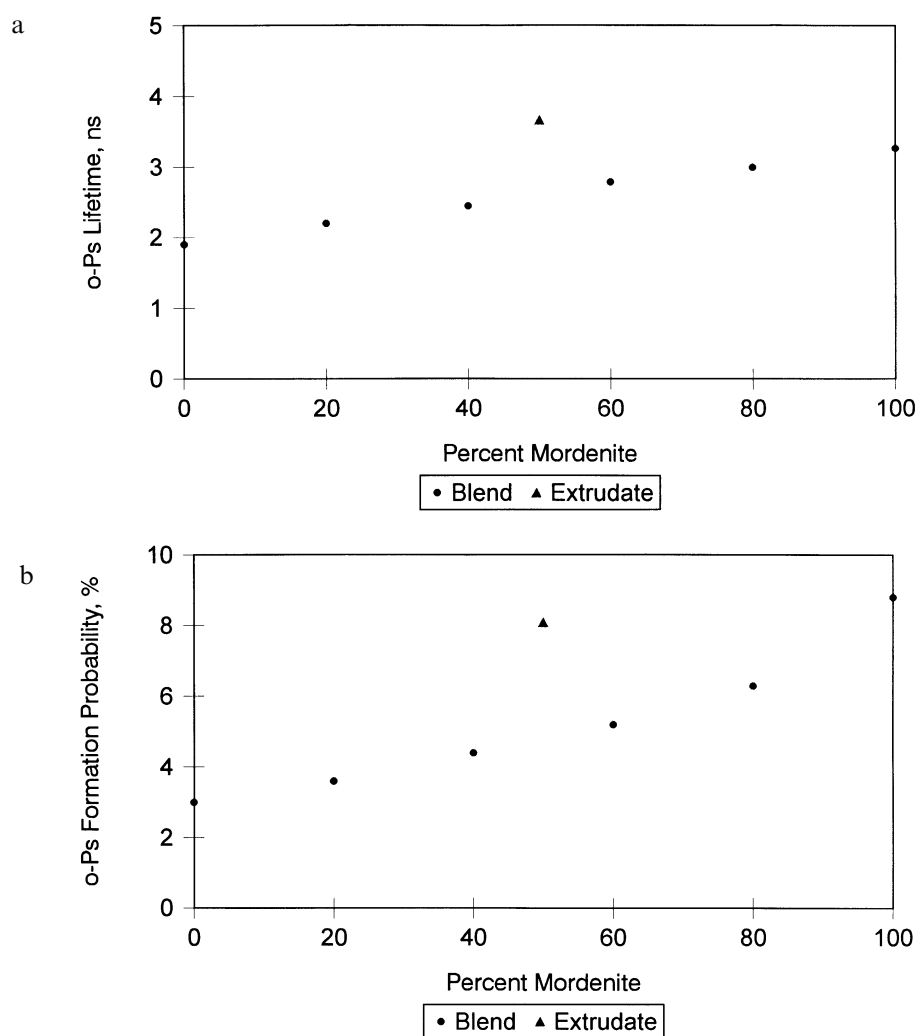 a
5
4
3
2
1
0
o-Ps Lifetime, ns
0 20 40 60 80 100
Percent Mordenite
• Blend ▲ Extrudate
b
10
8
6
4
2
0
o-Ps Formation Probability, %
0 20 40 60 80 100
Percent Mordenite
• Blend ▲ Extrudate